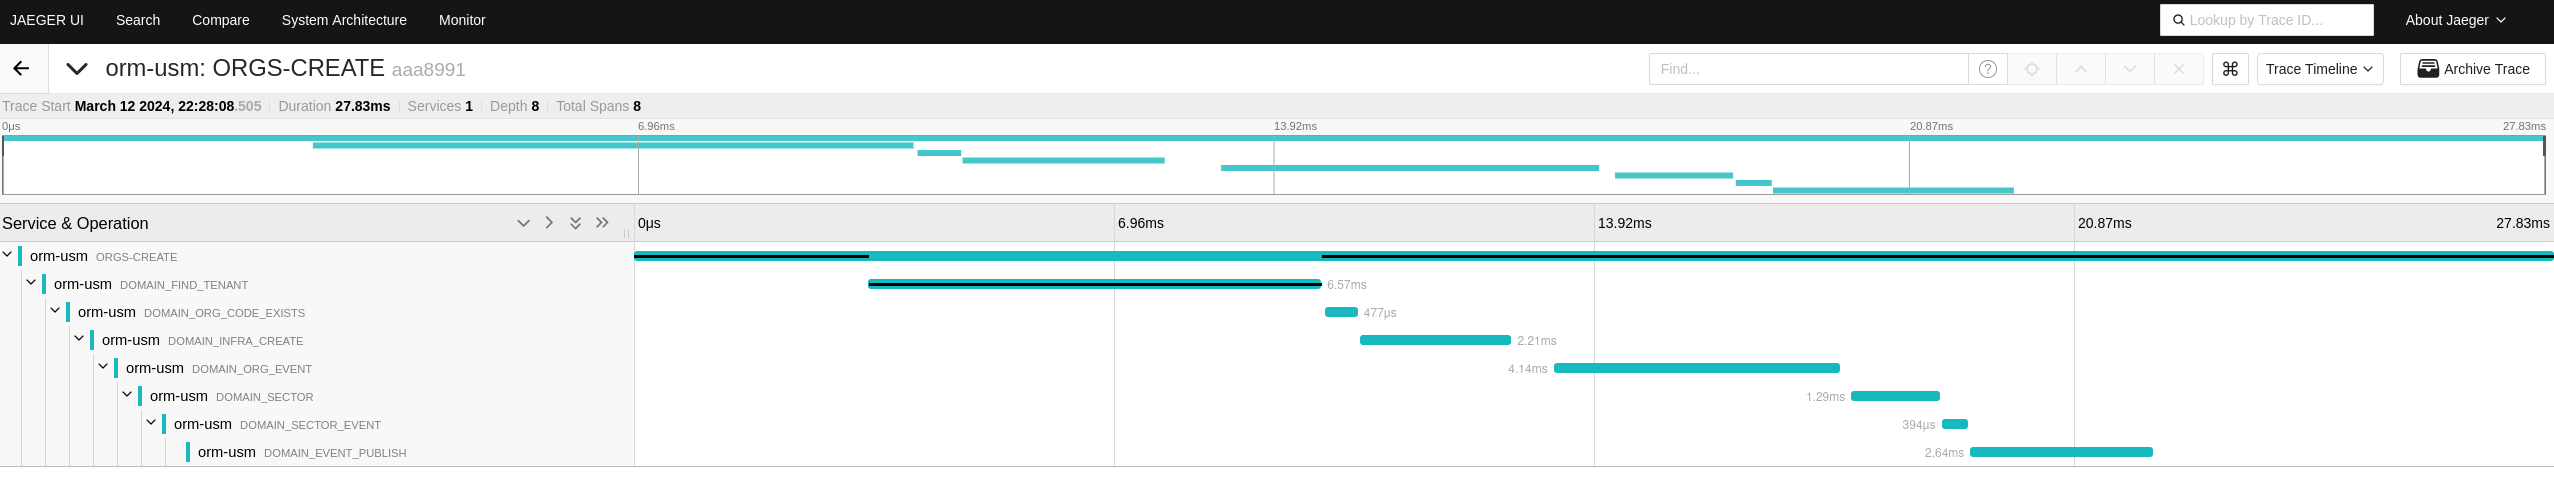 JAEGER UI Search Compare System Architecture Monitor Lookup by Trace ID... About Jaeger
orm-usm: ORGS-CREATE aaa8991 Find... Trace Timeline Archive Trace
Trace Start March 12 2024, 22:28:08.505 Duration 27.83ms Services 1 Depth 8 Total Spans 8
0μs 6.96ms 13.92ms 20.87ms 27.83ms
Service & Operation 0μs 6.96ms 13.92ms 20.87ms 27.83ms
orm-usm ORGS-CREATE
orm-usm DOMAIN_FIND_TENANT 6.57ms
orm-usm DOMAIN_ORG_CODE_EXISTS 477μs
orm-usm DOMAIN_INFRA_CREATE 2.21ms
orm-usm DOMAIN_ORG_EVENT 4.14ms
orm-usm DOMAIN_SECTOR 1.29ms
orm-usm DOMAIN_SECTOR_EVENT 394μs
orm-usm DOMAIN_EVENT_PUBLISH 2.64ms